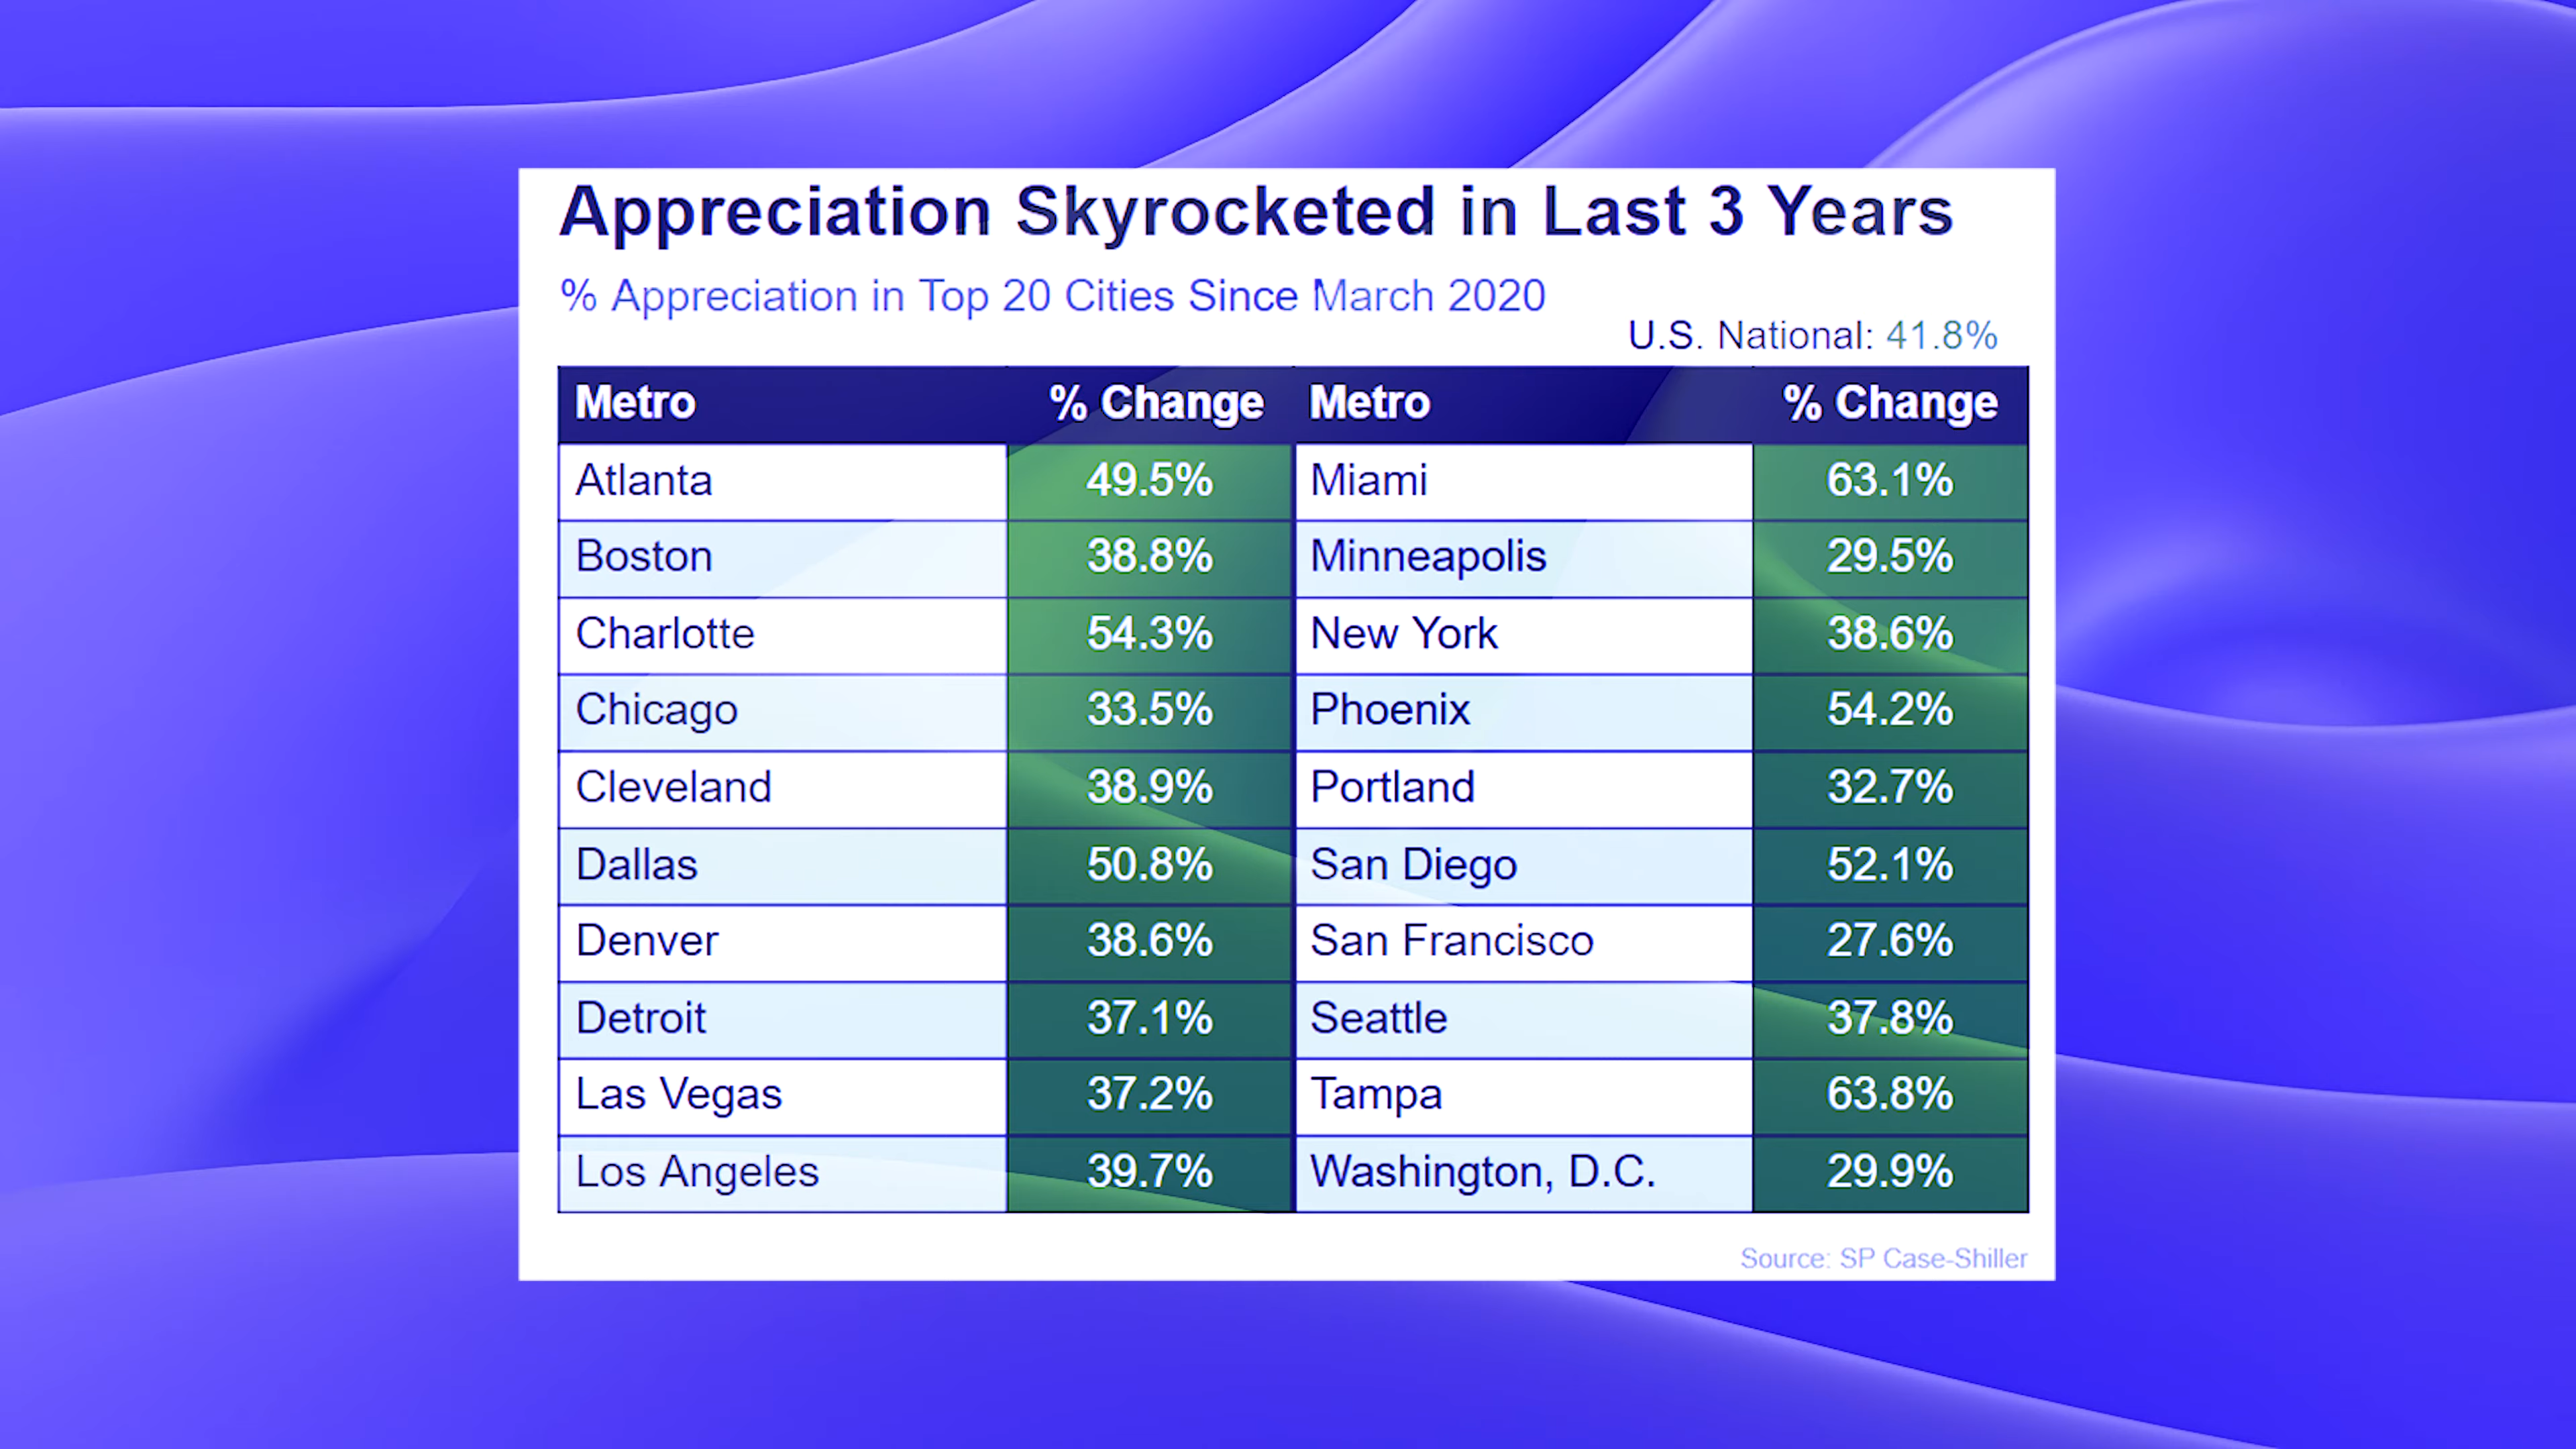 Appreciation Skyrocketed in Last 3 Years
% Appreciation in Top 20 Cities Since March 2020
U.S. National: 41.8%
Metro % Change Metro % Change
Atlanta 49.5% Miami 63.1%
Boston 38.8% Minneapolis 29.5%
Charlotte 54.3% New York 38.6%
Chicago 33.5% Phoenix 54.2%
Cleveland 38.9% Portland 32.7%
Dallas 50.8% San Diego 52.1%
Denver 38.6% San Francisco 27.6%
Detroit 37.1% Seattle 37.8%
Las Vegas 37.2% Tampa 63.8%
Los Angeles 39.7% Washington, D.C. 29.9%
Source: SP Case-Shiller